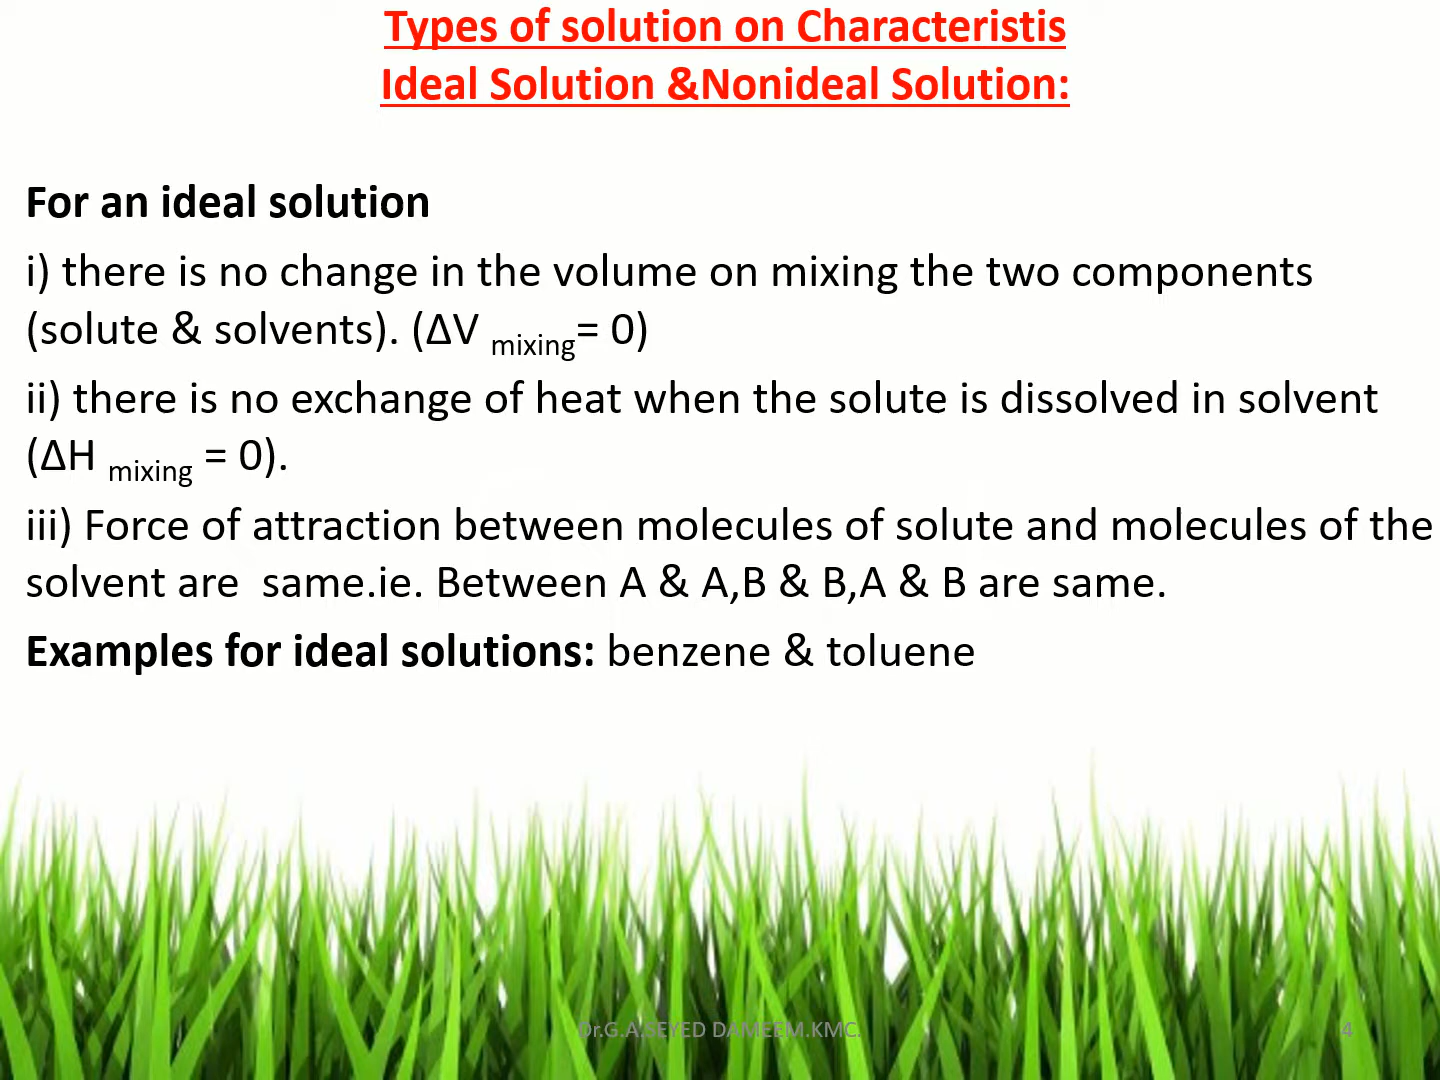 Types of solution on Characteristis
Ideal Solution &Nonideal Solution:
For an ideal solution
i) there is no change in the volume on mixing the two components
(solute & solvents). (ΔV mixing= 0)
ii) there is no exchange of heat when the solute is dissolved in solvent
(ΔH mixing = 0).
iii) Force of attraction between molecules of solute and molecules of the
solvent are  same.ie. Between A & A,B & B,A & B are same.
Examples for ideal solutions: benzene & toluene
Dr.G.A.SEYED DAMEEM.KMC.
4